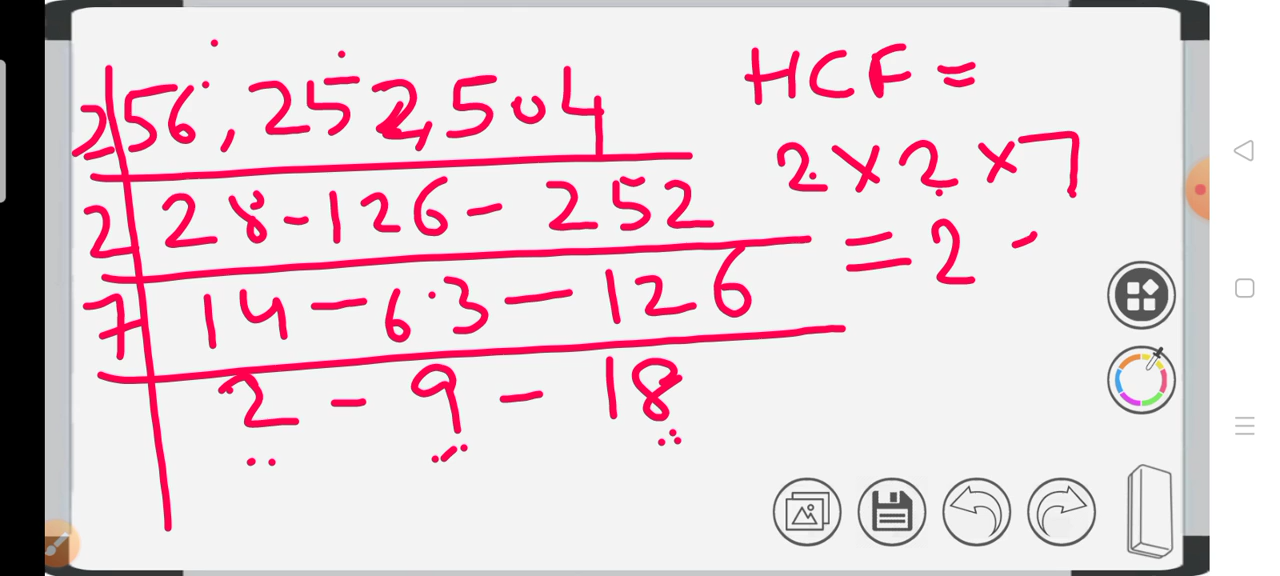 2 56, 252, 504
2 28 - 126 - 252
7 14 - 63 - 126
2 - 9 - 18
HCF =
2 × 2 × 7
= 2